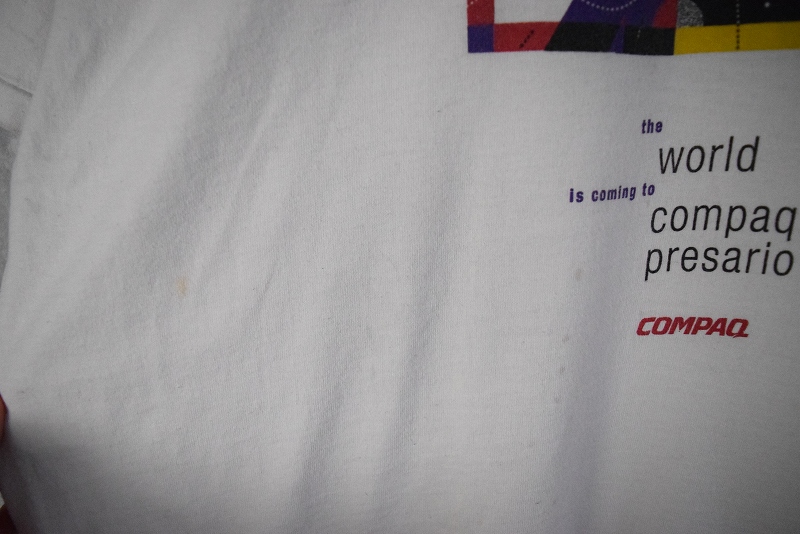 the
world
is coming to
compaq
presario
COMPAQ